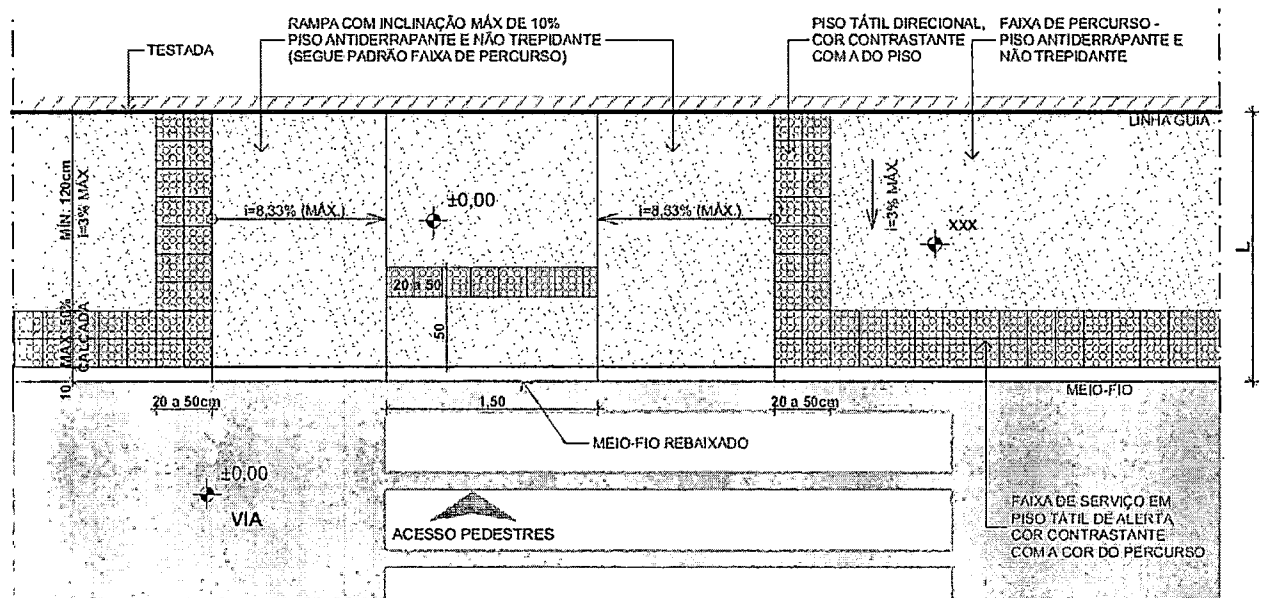 RAMPA COM INCLINAÇÃO MÁX DE 10%
PISO ANTIDERRAPANTE E NÃO TREPIDANTE
(SEGUE PADRÃO FAIXA DE PERCURSO)
TESTADA
PISO TÁTIL DIRECIONAL,
COR CONTRASTANTE
COM A DO PISO
FAIXA DE PERCURSO -
PISO ANTIDERRAPANTE E
NÃO TREPIDANTE
LINHA GUIA
MÍN: 120cm
i=3% MÁX
i=8,33% (MÁX.)
±0,00
i=8,33% (MÁX.)
i=3% MÁX.
XXX
L
20 a 50
50
10
MÁX 50%
CALÇADA
20 a 50cm
1,50
20 a 50cm
MEIO-FIO
MEIO-FIO REBAIXADO
±0,00
VIA
ACESSO PEDESTRES
FAIXA DE SERVIÇO EM
PISO TÁTIL DE ALERTA
COR CONTRASTANTE
COM A COR DO PERCURSO